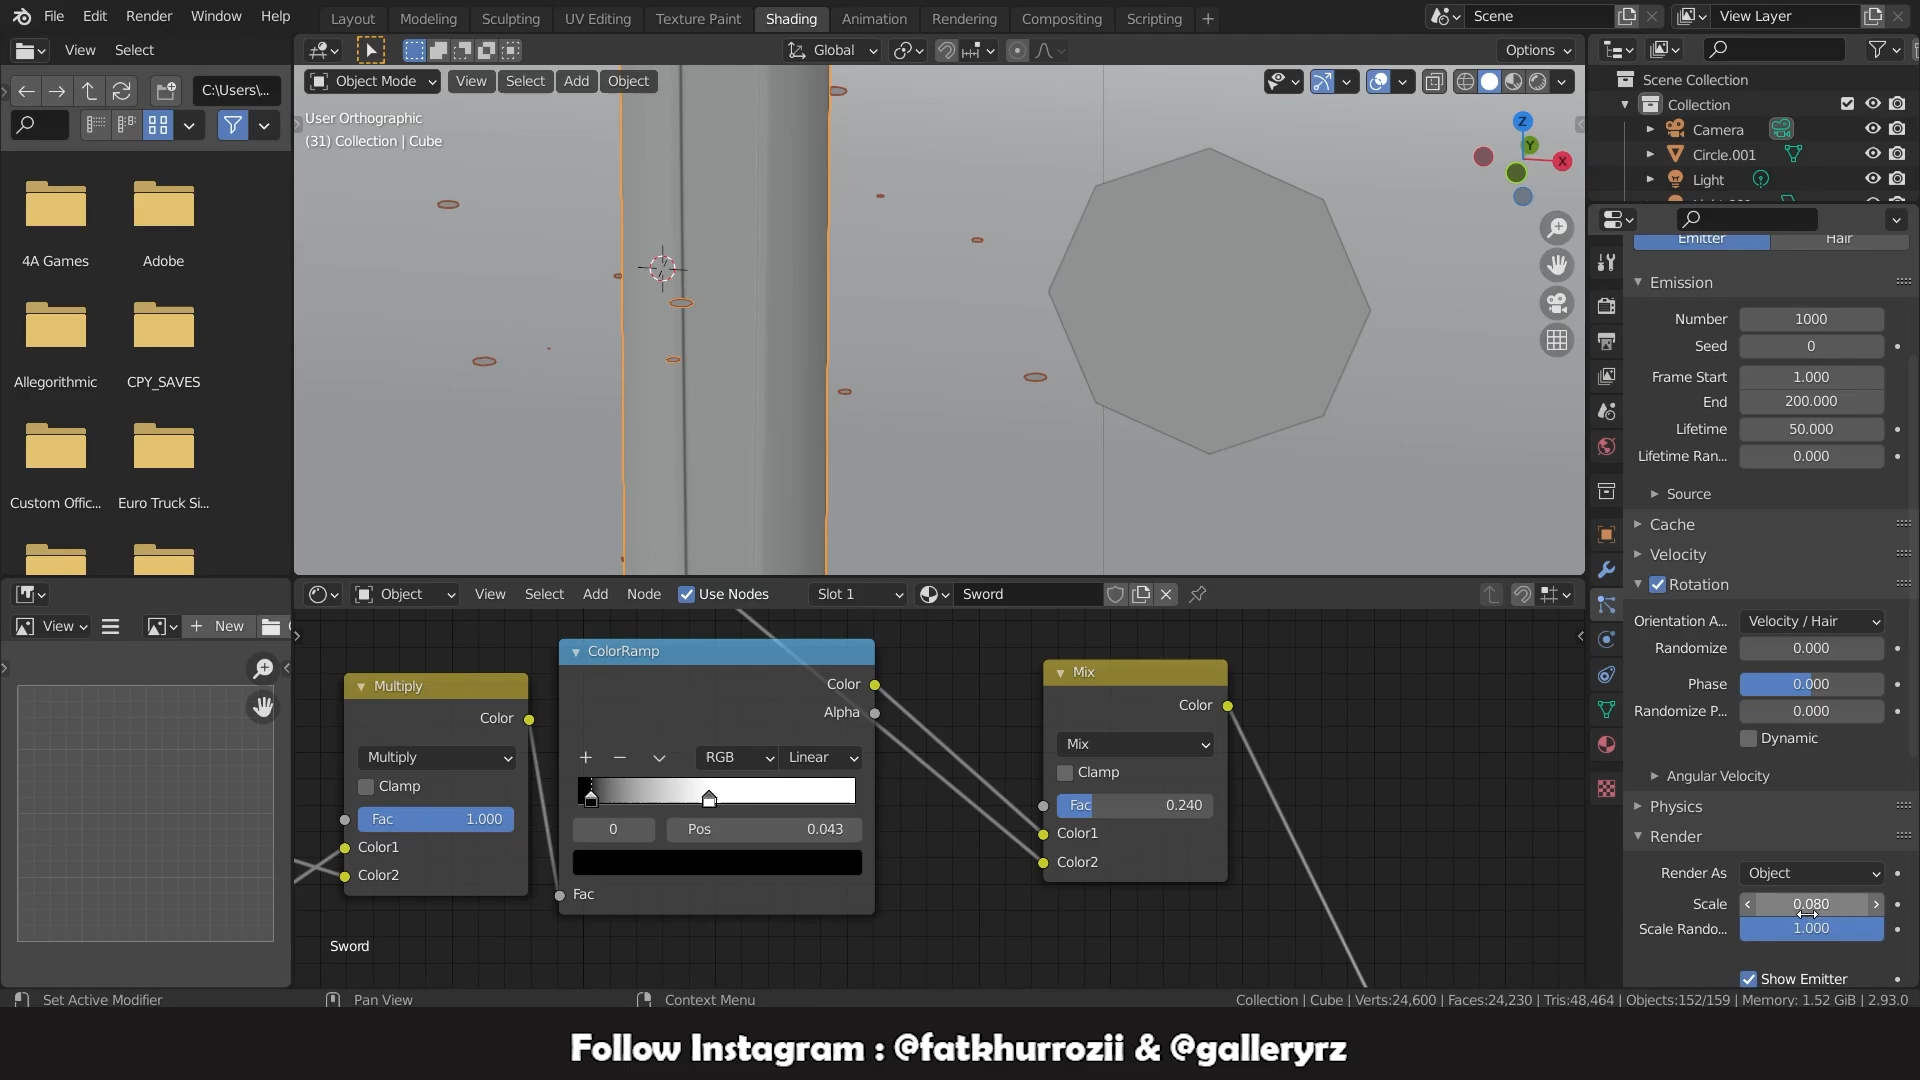 File Edit Render Window Help
Layout Modeling Sculpting UV Editing Texture Paint Shading Animation Rendering Compositing Scripting +
Scene View Layer
View Select
Global Options
C:\Users\...
Object Mode View Select Add Object
User Orthographic
(31) Collection | Cube
Z
Y
X
Scene Collection
Collection
Camera
Circle.001
Light
4A Games Adobe
Allegorithmic CPY_SAVES
Custom Offic... Euro Truck Si...
Emitter Hair
Emission
Number 1000
Seed 0
Frame Start 1.000
End 200.000
Lifetime 50.000
Lifetime Ran... 0.000
Source
Cache
Velocity
Rotation
Orientation A... Velocity / Hair
Randomize 0.000
Phase 0.000
Randomize P... 0.000
Dynamic
Angular Velocity
Physics
Render
Render As Object
Scale 0.080
Scale Rando... 1.000
Show Emitter
Object View Select Add Node Use Nodes Slot 1 Sword
View + New
Multiply
Color
Multiply
Clamp
Fac 1.000
Color1
Color2
ColorRamp
Color
Alpha
+ − RGB Linear
0 Pos 0.043
Fac
Mix
Color
Mix
Clamp
Fac 0.240
Color1
Color2
Sword
Set Active Modifier Pan View Context Menu
Collection | Cube | Verts:24,600 | Faces:24,230 | Tris:48,464 | Objects:152/159 | Memory: 1.52 GiB | 2.93.0
Follow Instagram : @fatkhurrozii & @galleryrz